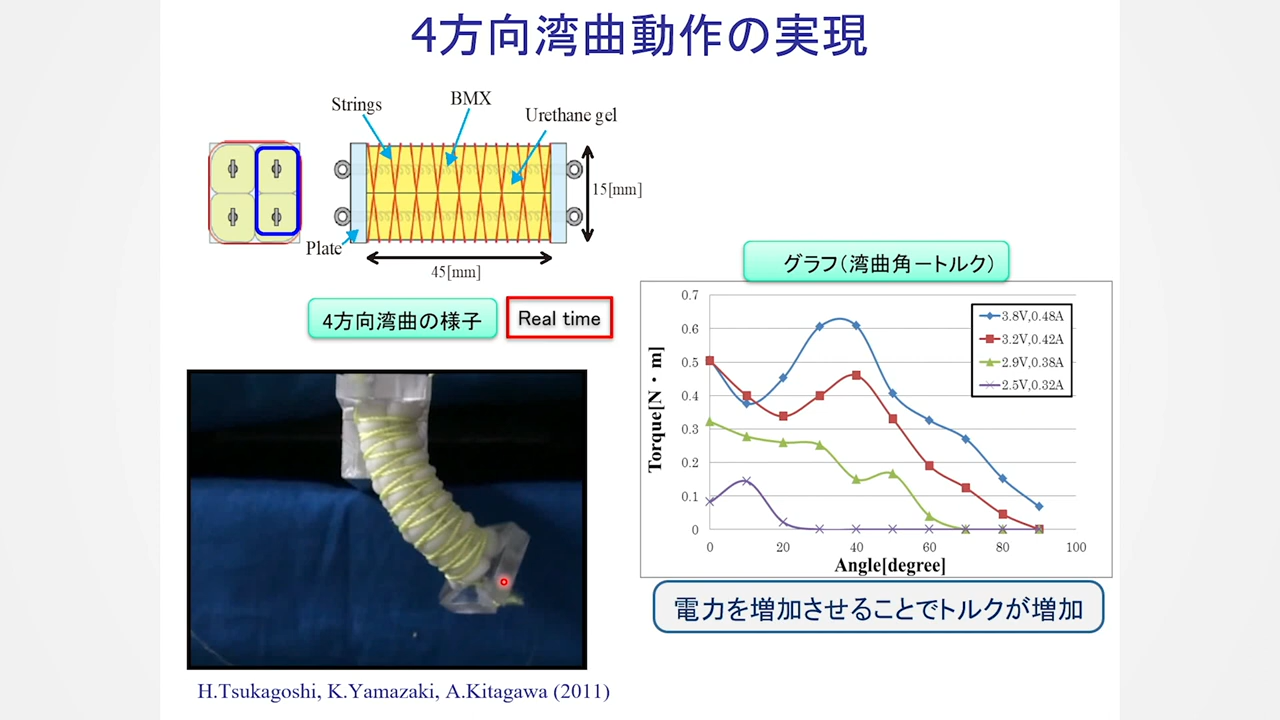 4方向湾曲動作の実現
Strings
BMX
Urethane gel
15[mm]
Plate
45[mm]
4方向湾曲の様子
Real time
グラフ(湾曲角－トルク)
0.7
0.6
0.5
0.4
0.3
0.2
0.1
0
Torque[N・m]
3.8V,0.48A
3.2V,0.42A
2.9V,0.38A
2.5V,0.32A
0 20 40 60 80 100
Angle[degree]
電力を増加させることでトルクが増加
H.Tsukagoshi, K.Yamazaki, A.Kitagawa (2011)